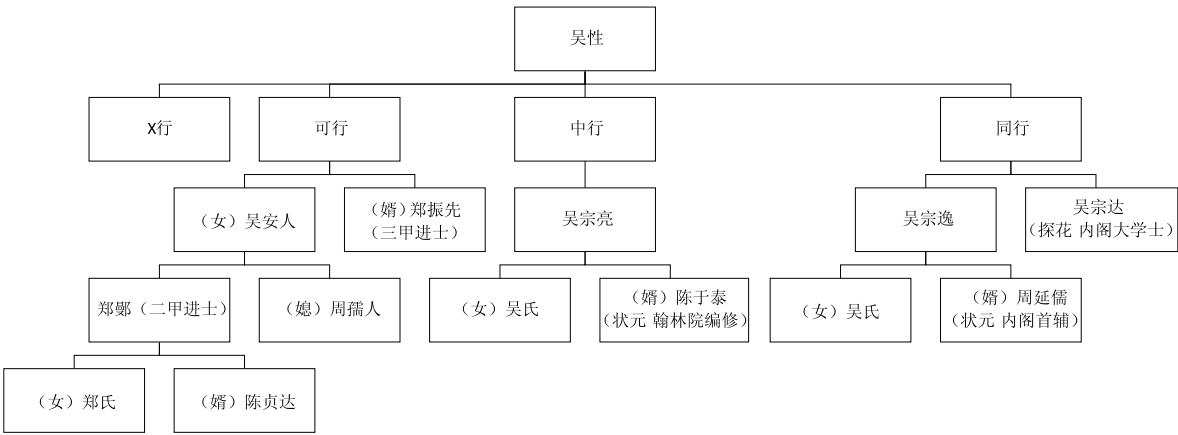 吴性
X行
可行
中行
同行
（女）吴安人
（婿）郑振先
（三甲进士）
吴宗亮
吴宗逸
吴宗达
（探花 内阁大学士）
郑鄤（二甲进士）
（媳）周孺人
（女）吴氏
（婿）陈于泰
（状元 翰林院编修）
（女）吴氏
（婿）周延儒
（状元 内阁首辅）
（女）郑氏
（婿）陈贞达